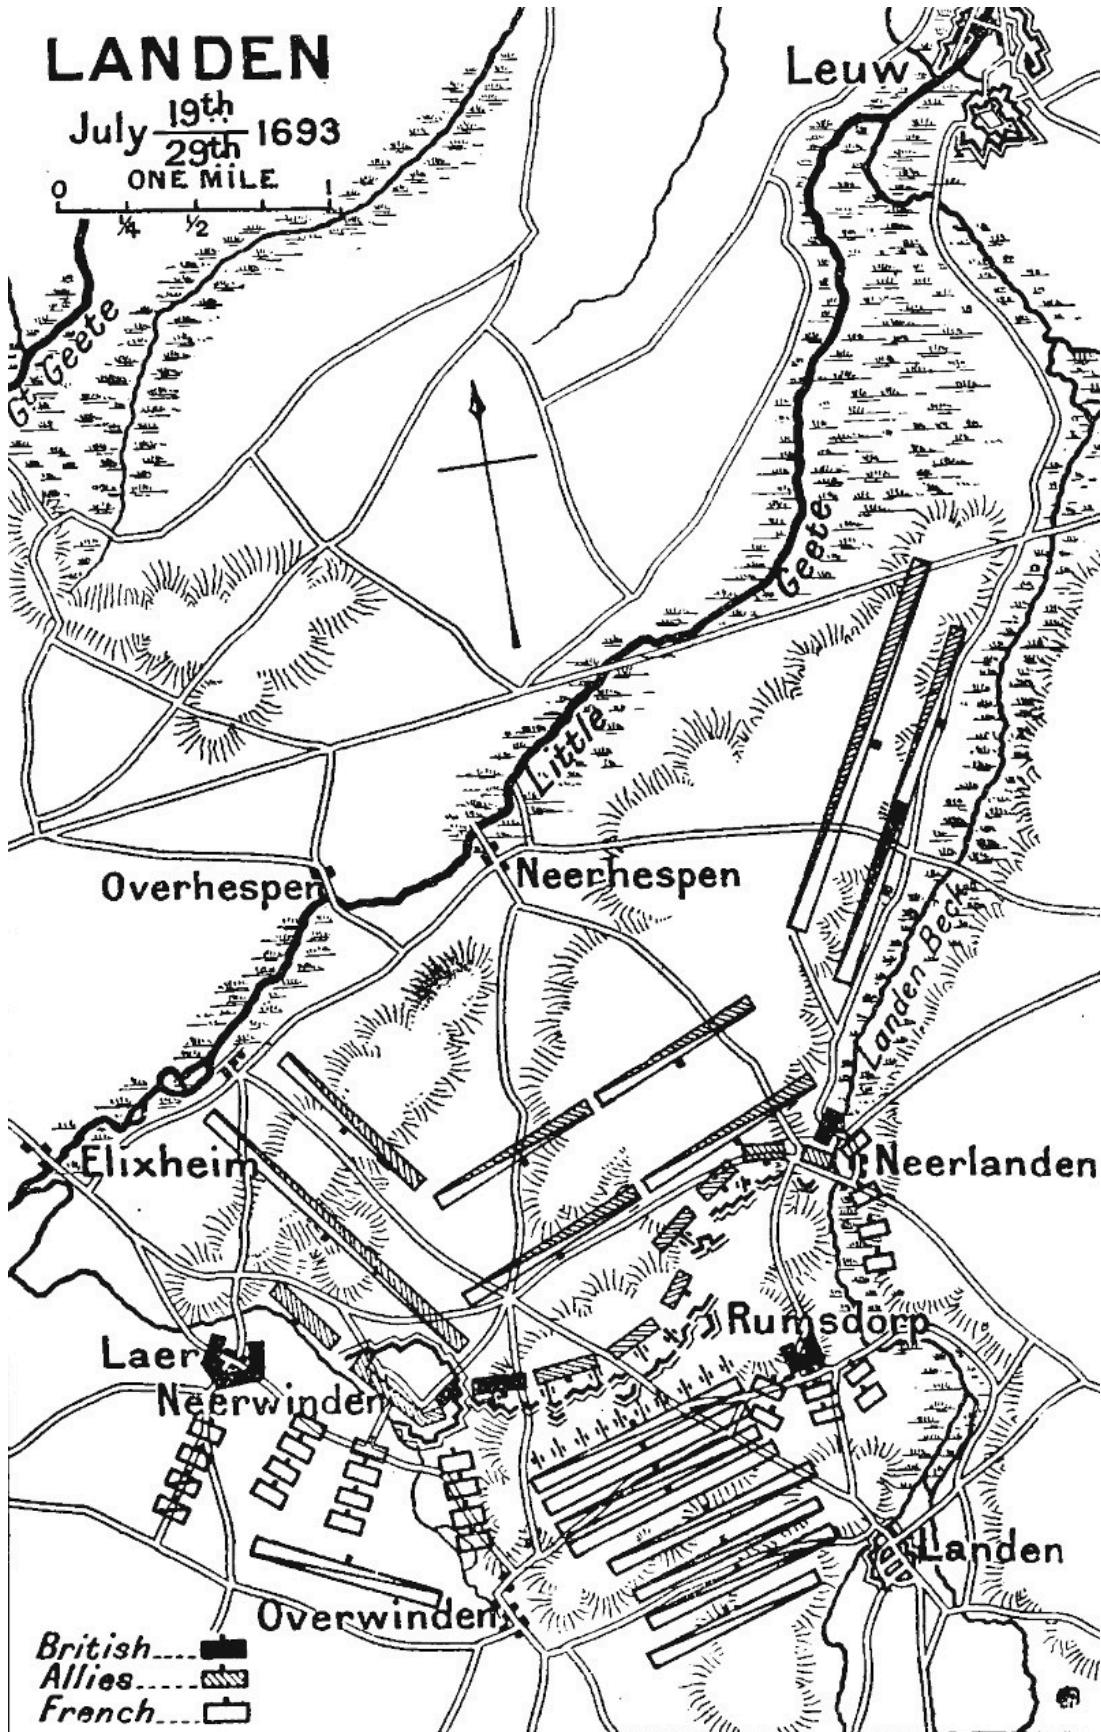 LANDEN
July 19th/29th 1693
ONE MILE
0 1/4 1/2 1
Leuw
Gt Geete
Little Geete
Overhespen
Neerhespen
Landen Beck
Elixheim
Neerlanden
Rumsdorp
Laer
Neerwinden
Landen
Overwinden
British....
Allies......
French....